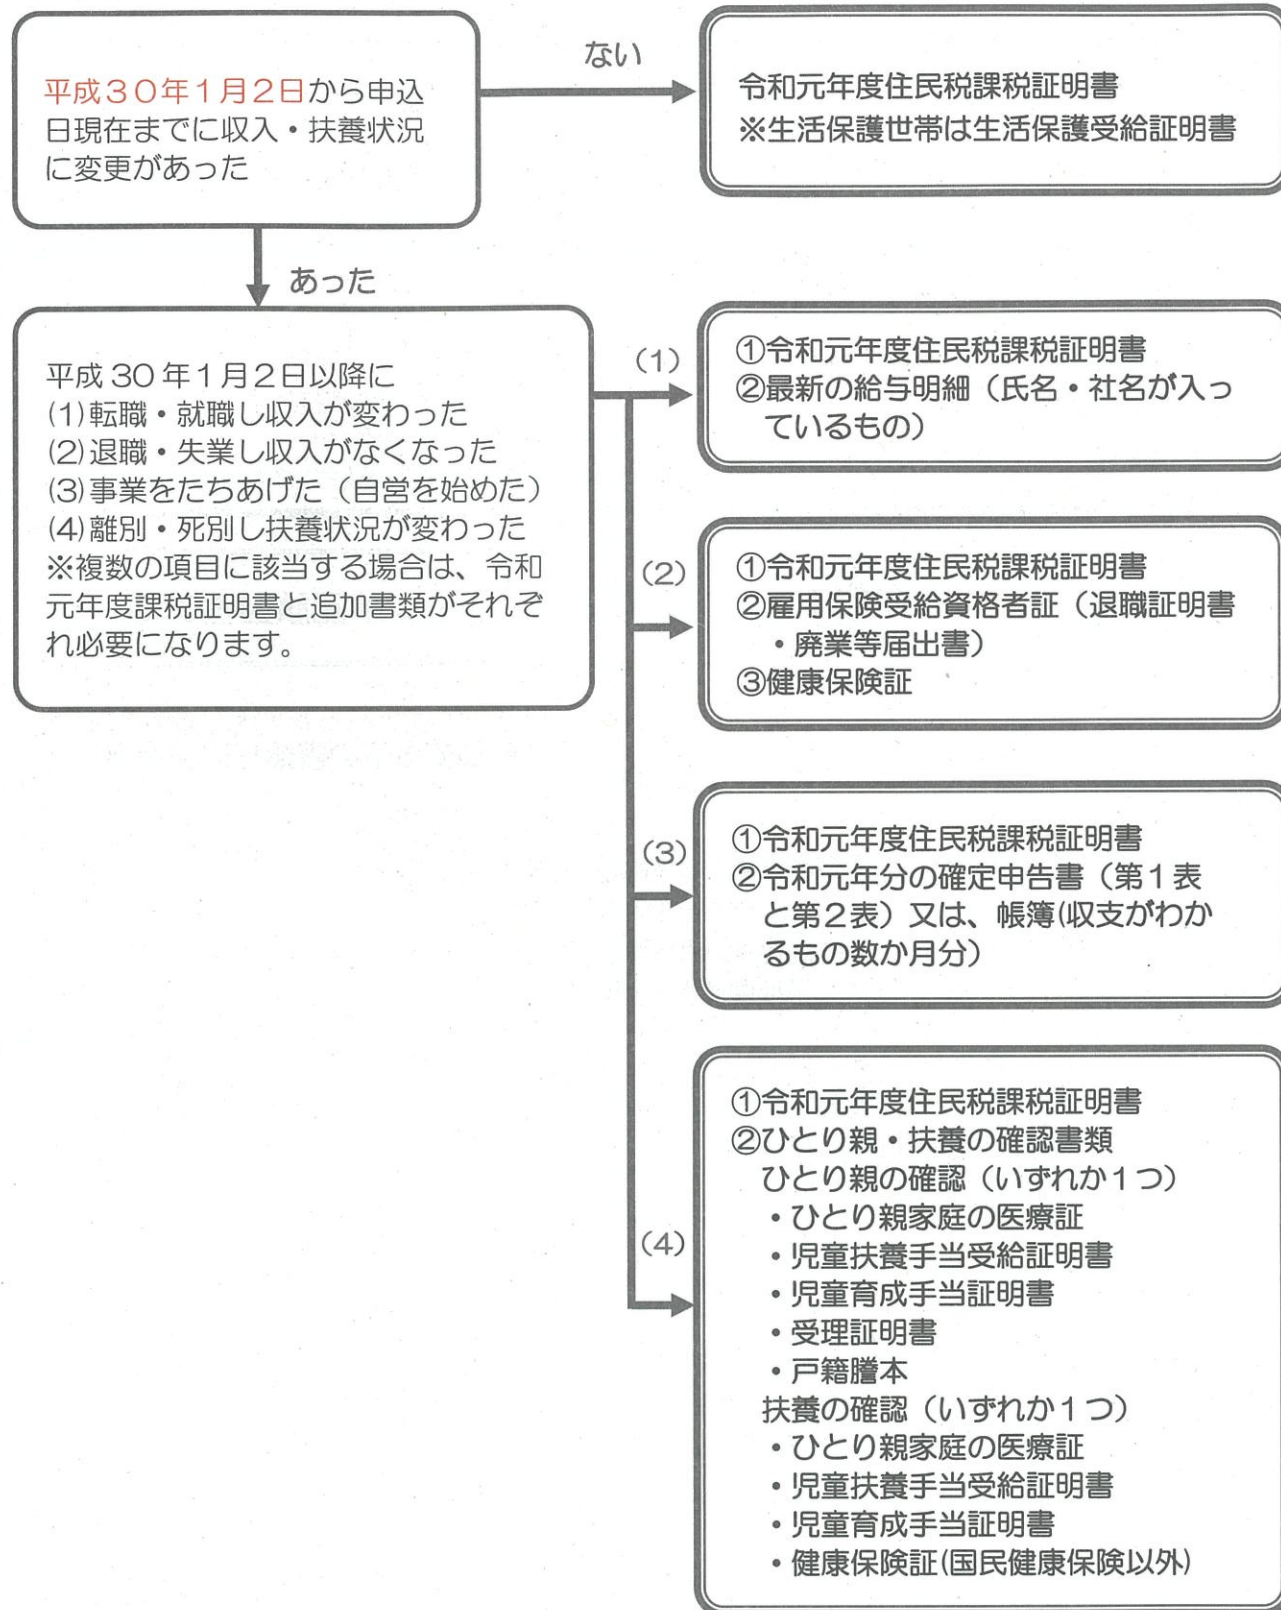 平成30年1月2日から申込
日現在までに収入・扶養状況
に変更があった
ない
令和元年度住民税課税証明書
※生活保護世帯は生活保護受給証明書
あった
平成30年1月2日以降に
(1)転職・就職し収入が変わった
(2)退職・失業し収入がなくなった
(3)事業をたちあげた（自営を始めた）
(4)離別・死別し扶養状況が変わった
※複数の項目に該当する場合は、令和
元年度課税証明書と追加書類がそれぞ
れ必要になります。
(1)
①令和元年度住民税課税証明書
②最新の給与明細（氏名・社名が入っ
ているもの）
(2)
①令和元年度住民税課税証明書
②雇用保険受給資格者証（退職証明書
・廃業等届出書）
③健康保険証
(3)
①令和元年度住民税課税証明書
②令和元年分の確定申告書（第1表
と第2表）又は、帳簿(収支がわか
るもの数か月分）
(4)
①令和元年度住民税課税証明書
②ひとり親・扶養の確認書類
ひとり親の確認（いずれか1つ）
・ひとり親家庭の医療証
・児童扶養手当受給証明書
・児童育成手当証明書
・受理証明書
・戸籍謄本
扶養の確認（いずれか1つ）
・ひとり親家庭の医療証
・児童扶養手当受給証明書
・児童育成手当証明書
・健康保険証(国民健康保険以外)